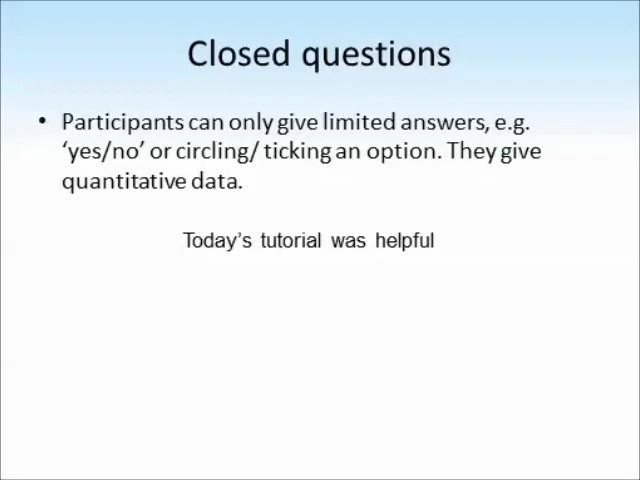 Closed questions
• Participants can only give limited answers, e.g.
‘yes/no’ or circling/ ticking an option. They give
quantitative data.
Today’s tutorial was helpful